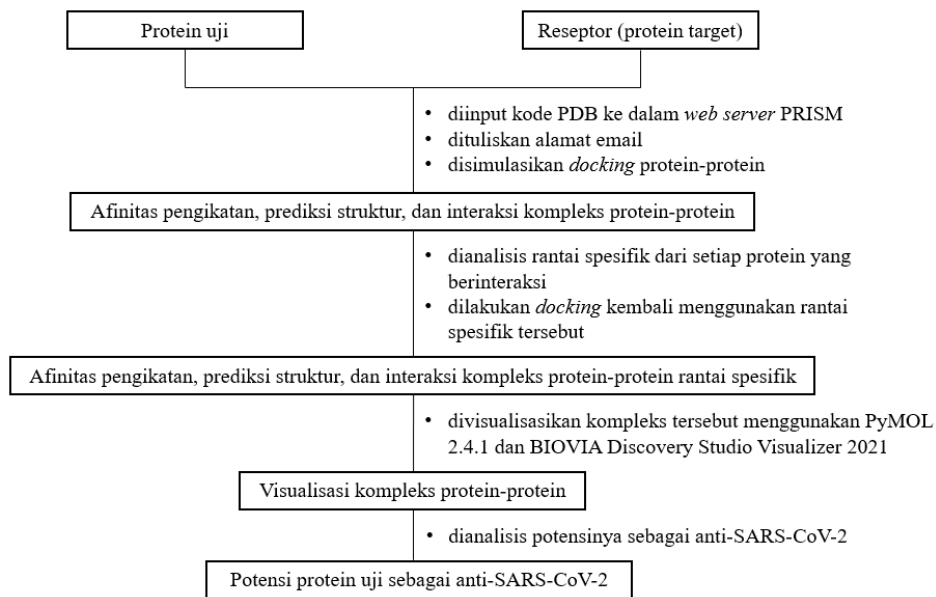 Protein uji
Reseptor (protein target)
• diinput kode PDB ke dalam web server PRISM
• dituliskan alamat email
• disimulasikan docking protein-protein
Afinitas pengikatan, prediksi struktur, dan interaksi kompleks protein-protein
• dianalisis rantai spesifik dari setiap protein yang
berinteraksi
• dilakukan docking kembali menggunakan rantai
spesifik tersebut
Afinitas pengikatan, prediksi struktur, dan interaksi kompleks protein-protein rantai spesifik
• divisualisasikan kompleks tersebut menggunakan PyMOL
2.4.1 dan BIOVIA Discovery Studio Visualizer 2021
Visualisasi kompleks protein-protein
• dianalisis potensinya sebagai anti-SARS-CoV-2
Potensi protein uji sebagai anti-SARS-CoV-2